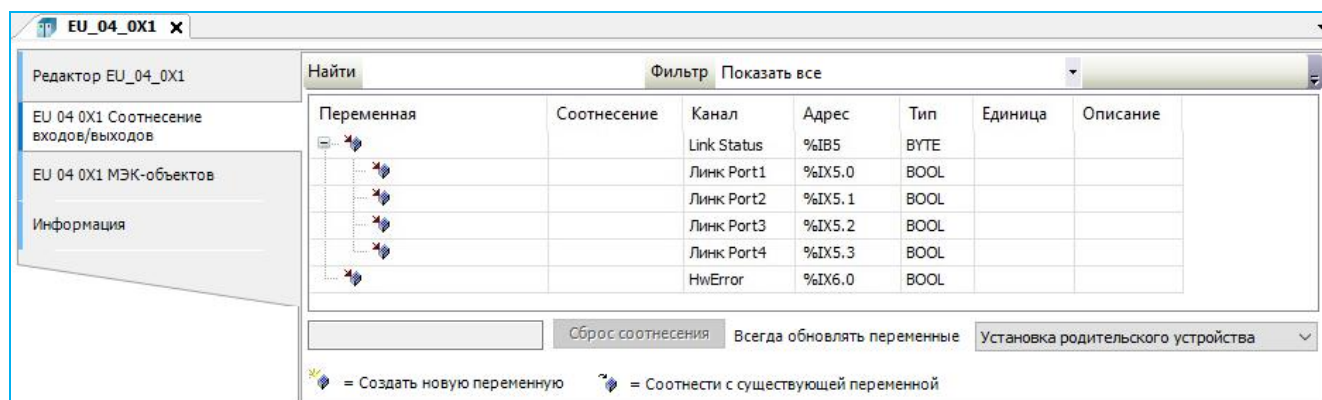 EU_04_0X1
Редактор EU_04_0X1
EU 04 0X1 Соотнесение
входов/выходов
EU 04 0X1 МЭК-объектов
Информация
Найти Фильтр Показать все
Переменная Соотнесение Канал Адрес Тип Единица Описание
Link Status %IB5 BYTE
Линк Port1 %IX5.0 BOOL
Линк Port2 %IX5.1 BOOL
Линк Port3 %IX5.2 BOOL
Линк Port4 %IX5.3 BOOL
HwError %IX6.0 BOOL
Сброс соотнесения Всегда обновлять переменные Установка родительского устройства
= Создать новую переменную = Соотнести с существующей переменной